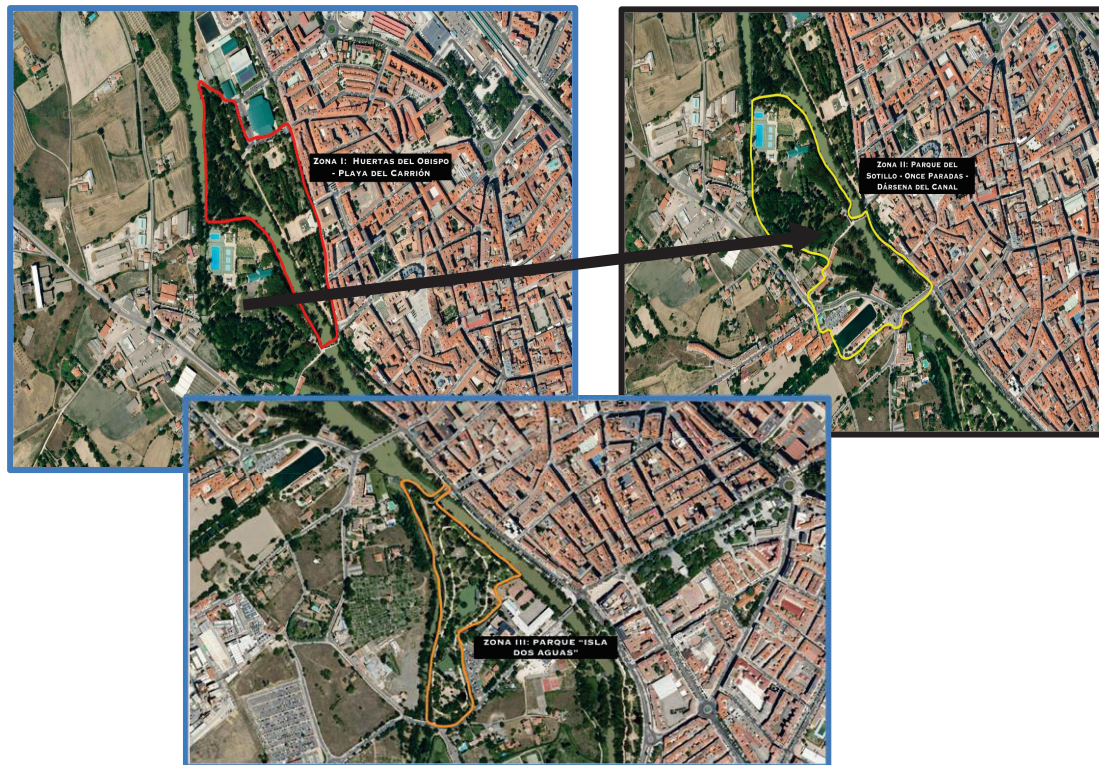 ZONA I: HUERTAS DEL OBISPO
- PLAYA DEL CARRIÓN
ZONA II: PARQUE DEL
SOTILLO - ONCE PARADAS -
DÁRSENA DEL CANAL
ZONA III: PARQUE "ISLA
DOS AGUAS"